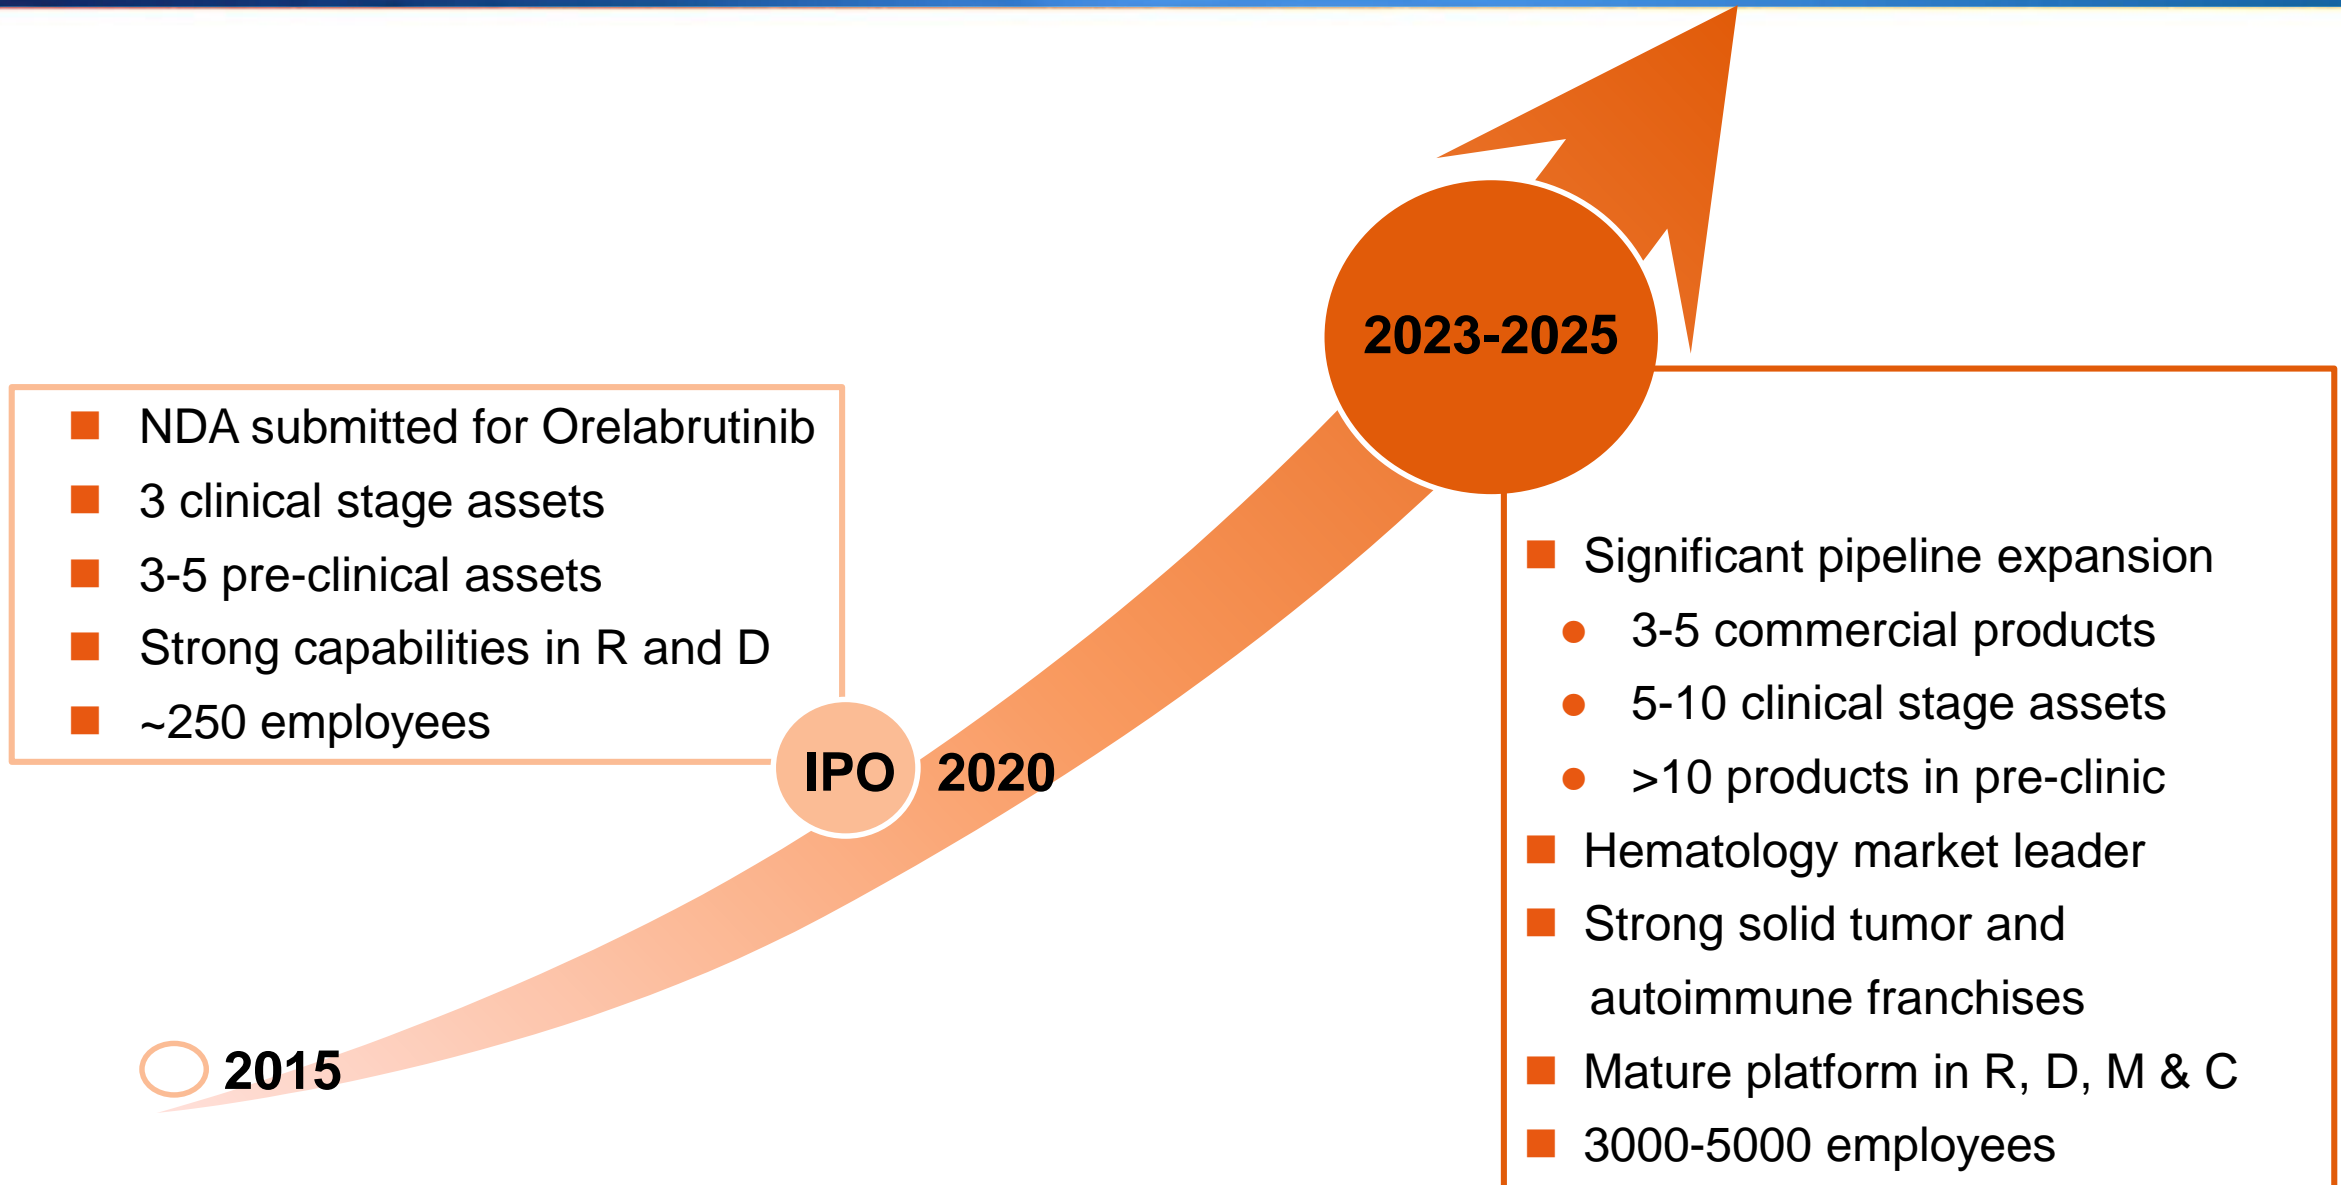 2023-2025
NDA submitted for Orelabrutinib
3 clinical stage assets
3-5 pre-clinical assets
Strong capabilities in R and D
~250 employees
IPO 2020
2015
Significant pipeline expansion
3-5 commercial products
5-10 clinical stage assets
>10 products in pre-clinic
Hematology market leader
Strong solid tumor and
autoimmune franchises
Mature platform in R, D, M & C
3000-5000 employees